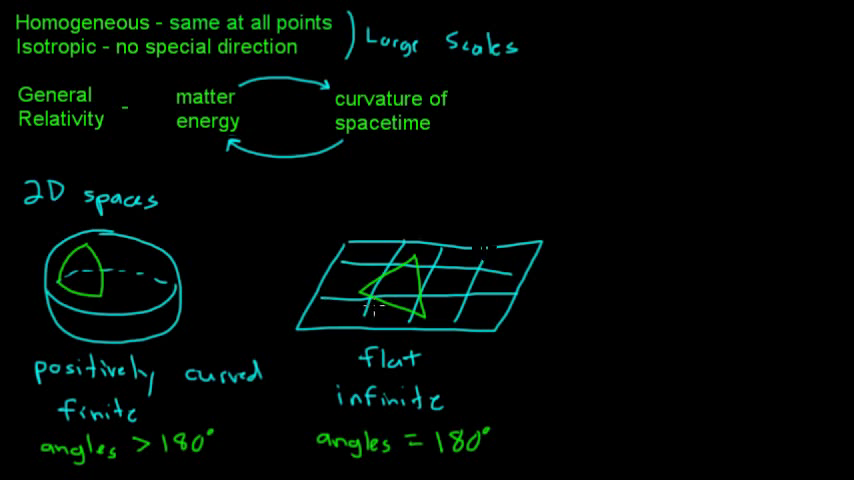 Homogeneous - same at all points
Isotropic - no special direction
Large Scales
General Relativity - 
matter energy
curvature of spacetime
2D spaces
positively curved
finite
angles > 180°
flat
infinite
angles = 180°